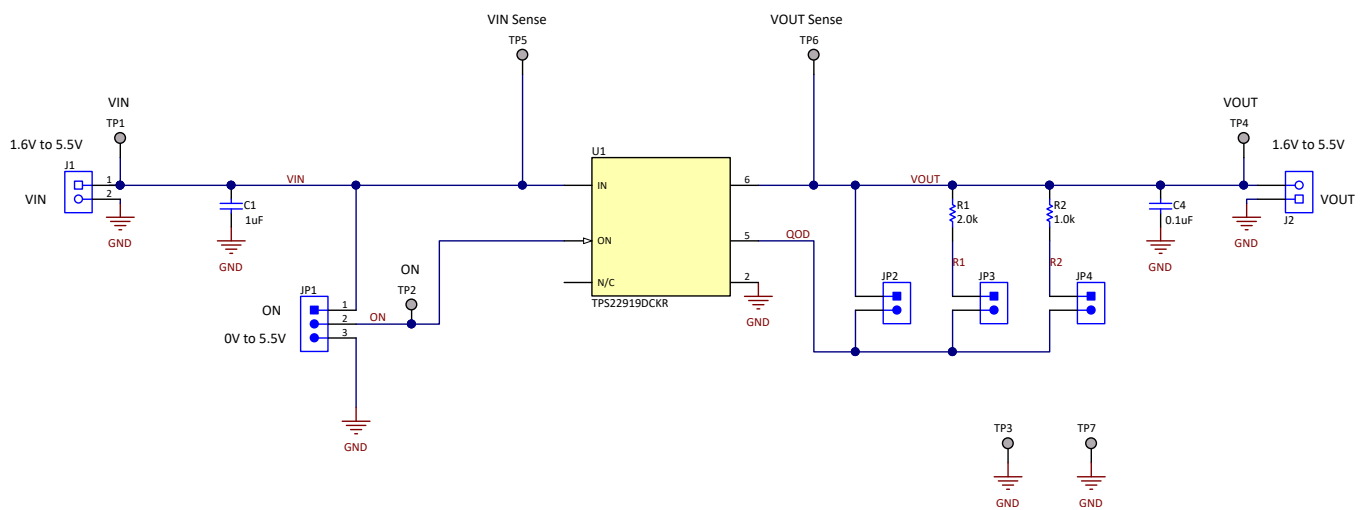 VIN Sense
TP5
VOUT Sense
TP6
VIN
TP1
VOUT
TP4
1.6V to 5.5V
1.6V to 5.5V
J1
1
2
VIN
GND
VIN
C1
1uF
GND
U1
IN
ON
N/C
6
5
2
TPS22919DCKR
GND
VOUT
QOD
R1
2.0k
R2
1.0k
R1
R2
C4
0.1uF
GND
GND
J2
VOUT
JP2
JP3
JP4
ON
TP2
JP1
1
2
3
ON
ON
0V to 5.5V
GND
TP3
TP7
GND
GND